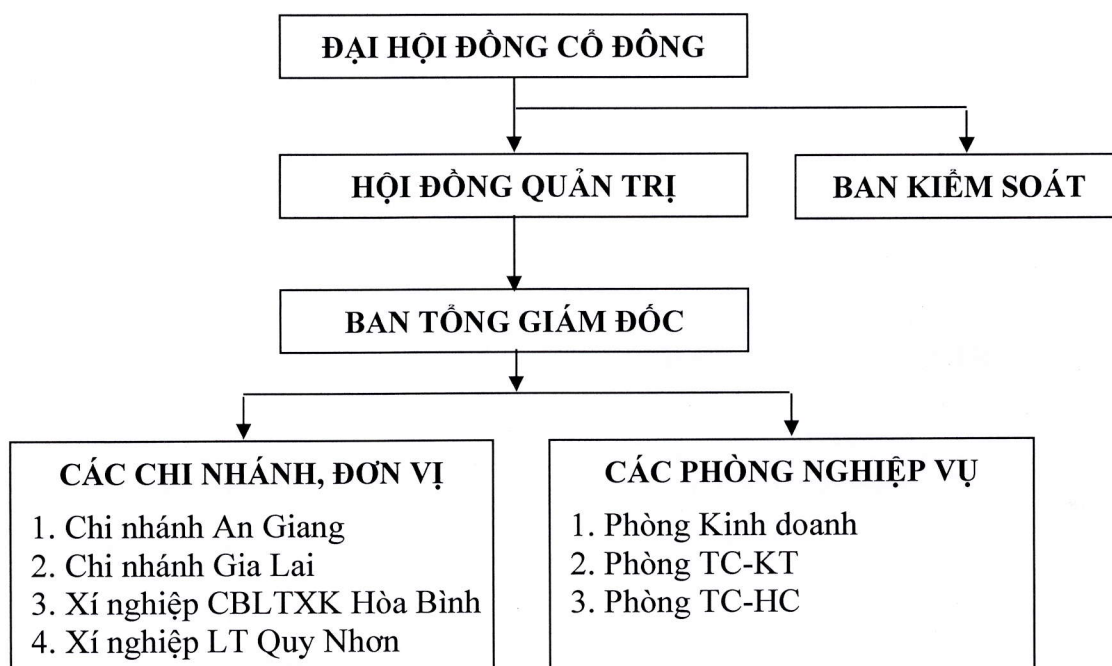 ĐẠI HỘI ĐỒNG CỔ ĐÔNG
HỘI ĐỒNG QUẢN TRỊ
BAN KIỂM SOÁT
BAN TỔNG GIÁM ĐỐC
CÁC CHI NHÁNH, ĐƠN VỊ
1. Chi nhánh An Giang
2. Chi nhánh Gia Lai
3. Xí nghiệp CBLTXK Hòa Bình
4. Xí nghiệp LT Quy Nhơn
CÁC PHÒNG NGHIỆP VỤ
1. Phòng Kinh doanh
2. Phòng TC-KT
3. Phòng TC-HC